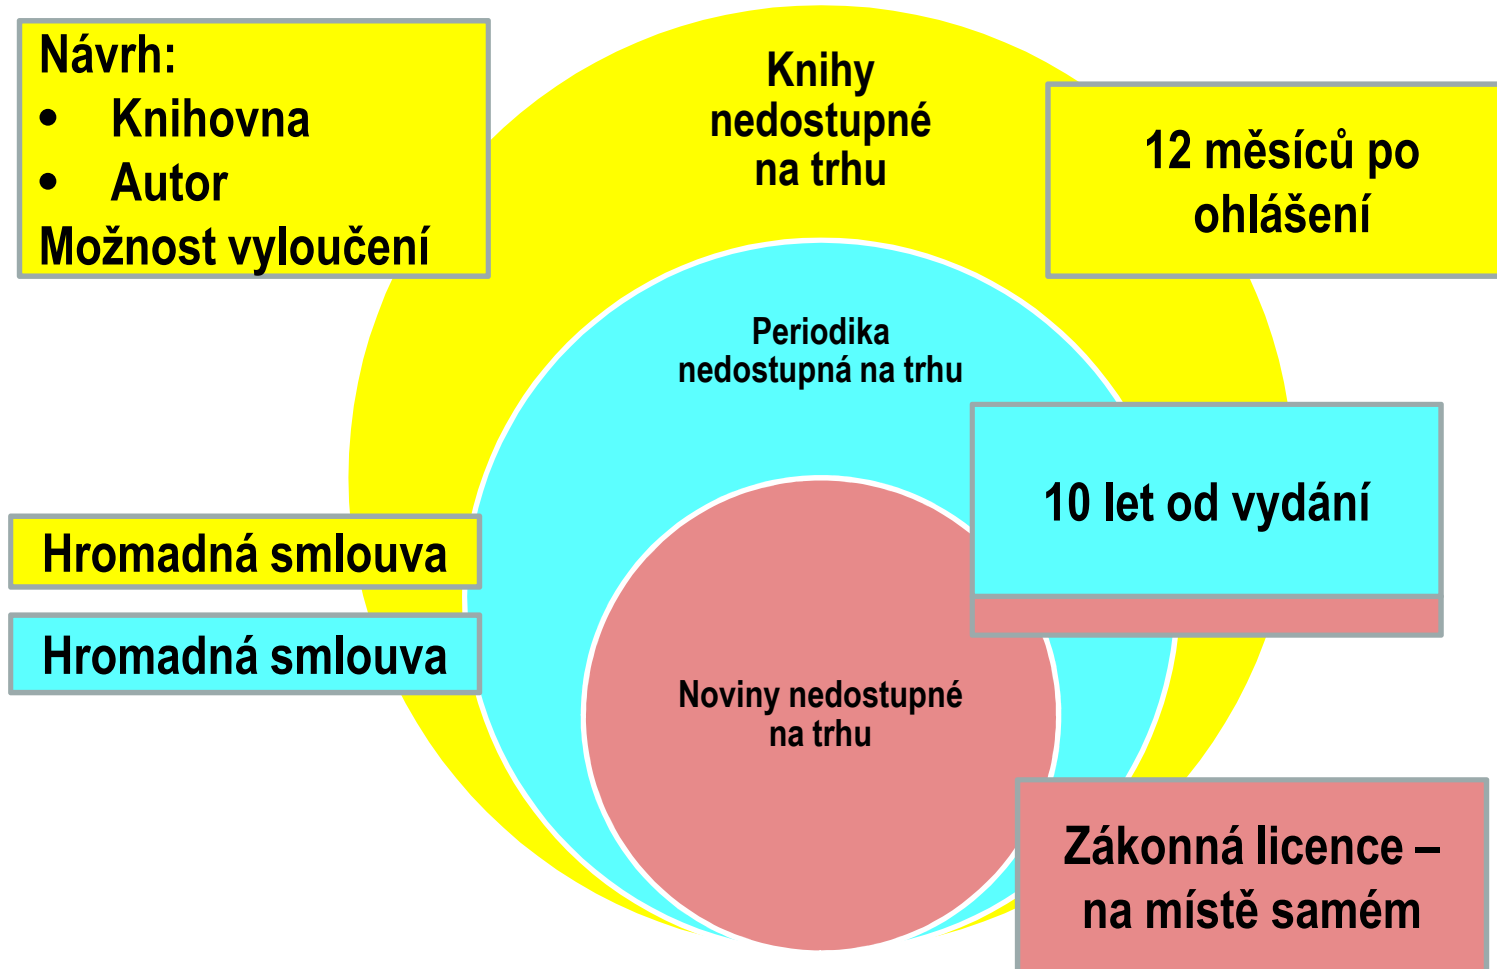 Návrh:
• Knihovna
• Autor
Možnost vyloučení
Knihy
nedostupné
na trhu
12 měsíců po
ohlášení
Periodika
nedostupná na trhu
10 let od vydání
Hromadná smlouva
Hromadná smlouva
Noviny nedostupné
na trhu
Zákonná licence –
na místě samém